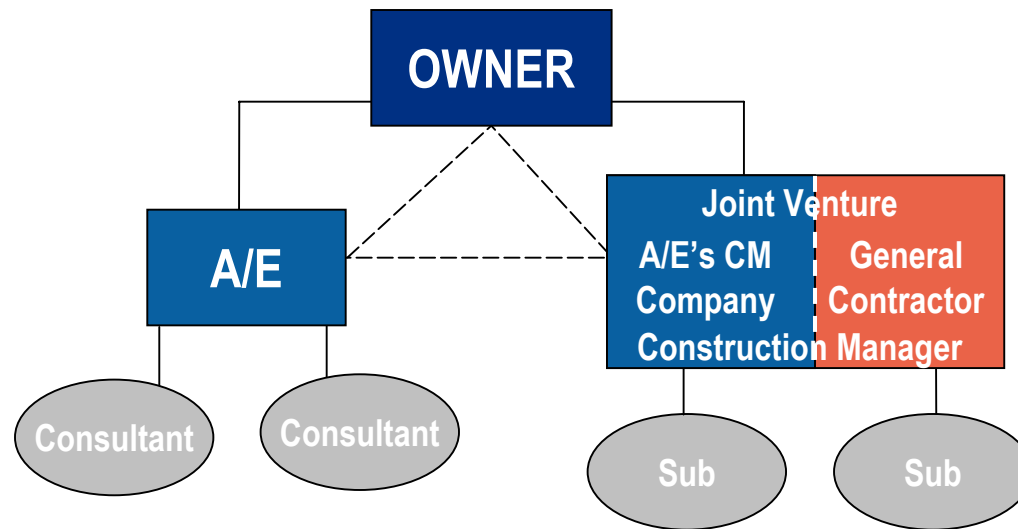 OWNER
A/E
Joint Venture
A/E's CM
Company
General
Contractor
Construction Manager
Consultant
Consultant
Sub
Sub